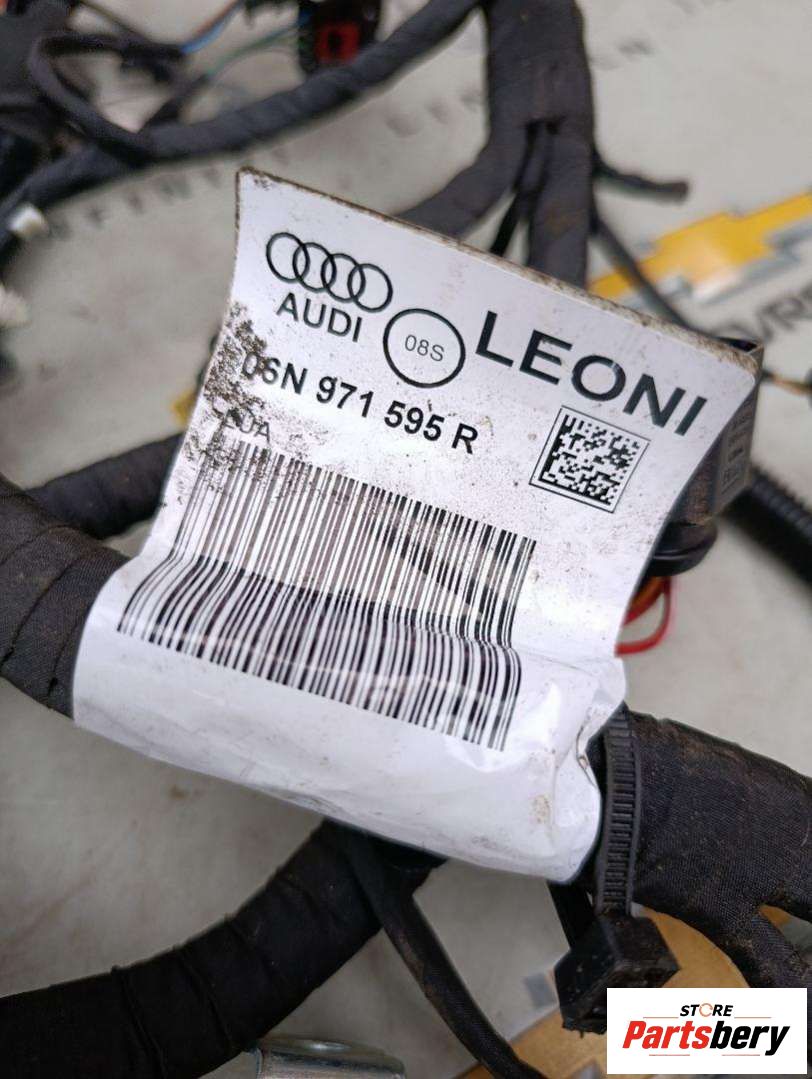 AUDI
08S
LEONI
06N 971 595 R
STORE
Partsbery